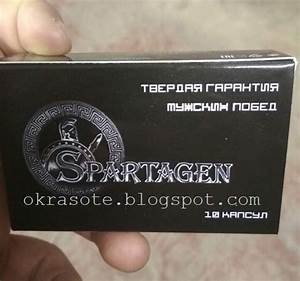 ТВЕРДАЯ ГАРАНТИЯ
МУЖСКИХ ПОБЕД
SPARTAGEN
okrasote.blogspot.com
10 КАПСУЛ